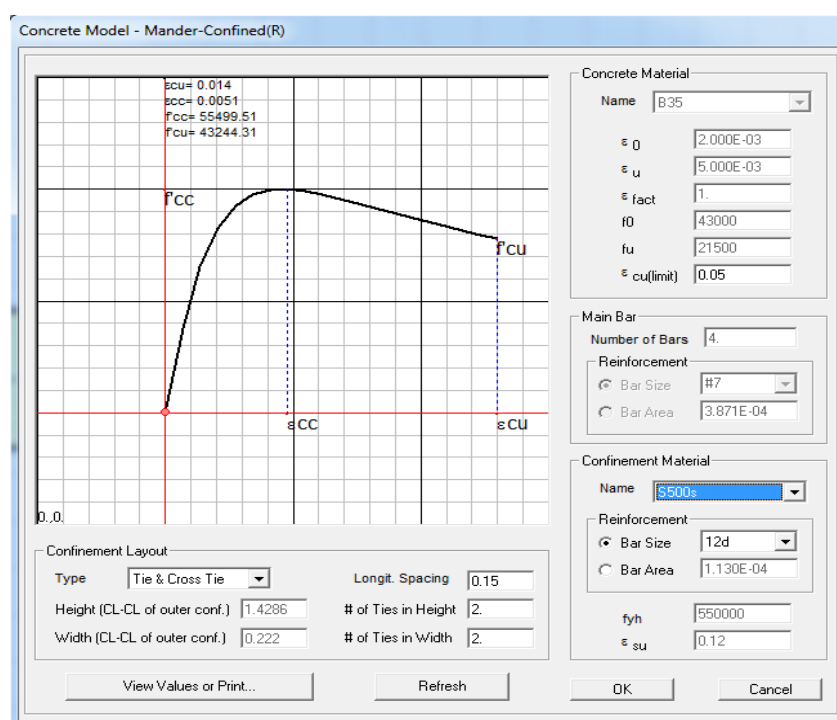 Concrete Model - Mander-Confined(R)
εcu= 0.014
εcc= 0.0051
f'cc= 55499.51
f'cu= 43244.31
f'cc
f'cu
εcc
εcu
0.,0.
Concrete Material
Name B35
ε 0 2.000E-03
ε u 5.000E-03
ε fact 1.
f0 43000
fu 21500
ε cu(limit) 0.05
Main Bar
Number of Bars 4.
Reinforcement
Bar Size #7
Bar Area 3.871E-04
Confinement Material
Name S500s
Reinforcement
Bar Size 12d
Bar Area 1.130E-04
fyh 550000
ε su 0.12
Confinement Layout
Type Tie & Cross Tie Longit. Spacing 0.15
Height (CL-CL of outer conf.) 1.4286 # of Ties in Height 2.
Width (CL-CL of outer conf.) 0.222 # of Ties in Width 2.
View Values or Print... Refresh OK Cancel